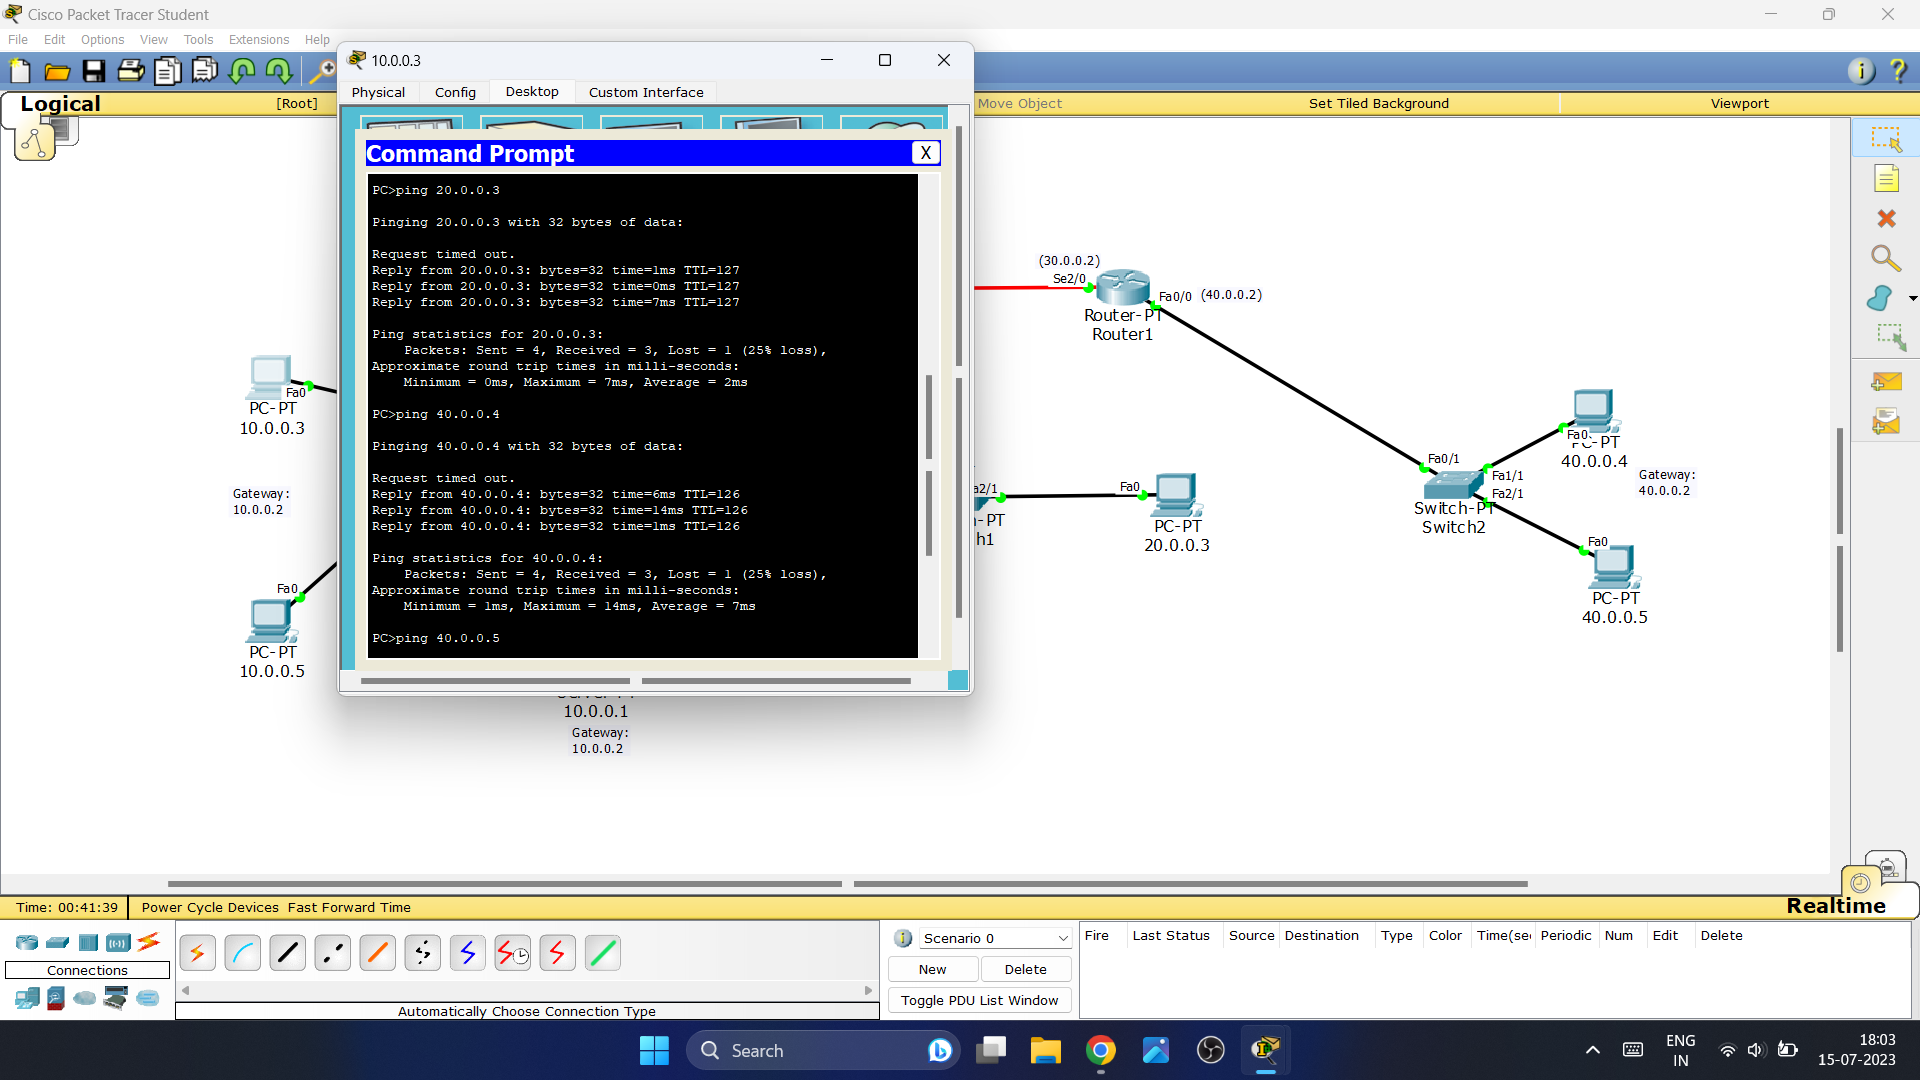 Cisco Packet Tracer Student
File Edit Options View Tools Extensions Help
Logical
[Root]
Move Object
Set Tiled Background
Viewport
10.0.0.3
Physical Config Desktop Custom Interface
Command Prompt
X
PC>ping 20.0.0.3
Pinging 20.0.0.3 with 32 bytes of data:
Request timed out.
Reply from 20.0.0.3: bytes=32 time=1ms TTL=127
Reply from 20.0.0.3: bytes=32 time=0ms TTL=127
Reply from 20.0.0.3: bytes=32 time=7ms TTL=127
Ping statistics for 20.0.0.3:
Packets: Sent = 4, Received = 3, Lost = 1 (25% loss),
Approximate round trip times in milli-seconds:
Minimum = 0ms, Maximum = 7ms, Average = 2ms
PC>ping 40.0.0.4
Pinging 40.0.0.4 with 32 bytes of data:
Request timed out.
Reply from 40.0.0.4: bytes=32 time=6ms TTL=126
Reply from 40.0.0.4: bytes=32 time=14ms TTL=126
Reply from 40.0.0.4: bytes=32 time=1ms TTL=126
Ping statistics for 40.0.0.4:
Packets: Sent = 4, Received = 3, Lost = 1 (25% loss),
Approximate round trip times in milli-seconds:
Minimum = 1ms, Maximum = 14ms, Average = 7ms
PC>ping 40.0.0.5
Fa0
PC-PT
10.0.0.3
Gateway:
10.0.0.2
Fa0
PC-PT
10.0.0.5
10.0.0.1
Gateway:
10.0.0.2
(30.0.0.2)
Se2/0
Fa0/0 (40.0.0.2)
Router-PT
Router1
a2/1
-PT
h1
Fa0
PC-PT
20.0.0.3
Fa0/1
Fa1/1
Fa2/1
Switch-PT
Switch2
Fa0
PC-PT
40.0.0.4
Gateway:
40.0.0.2
Fa0
PC-PT
40.0.0.5
Realtime
Time: 00:41:39 Power Cycle Devices Fast Forward Time
Connections
Automatically Choose Connection Type
Scenario 0
New Delete
Toggle PDU List Window
Fire Last Status Source Destination Type Color Time(se Periodic Num Edit Delete
Search
ENG
IN
18:03
15-07-2023